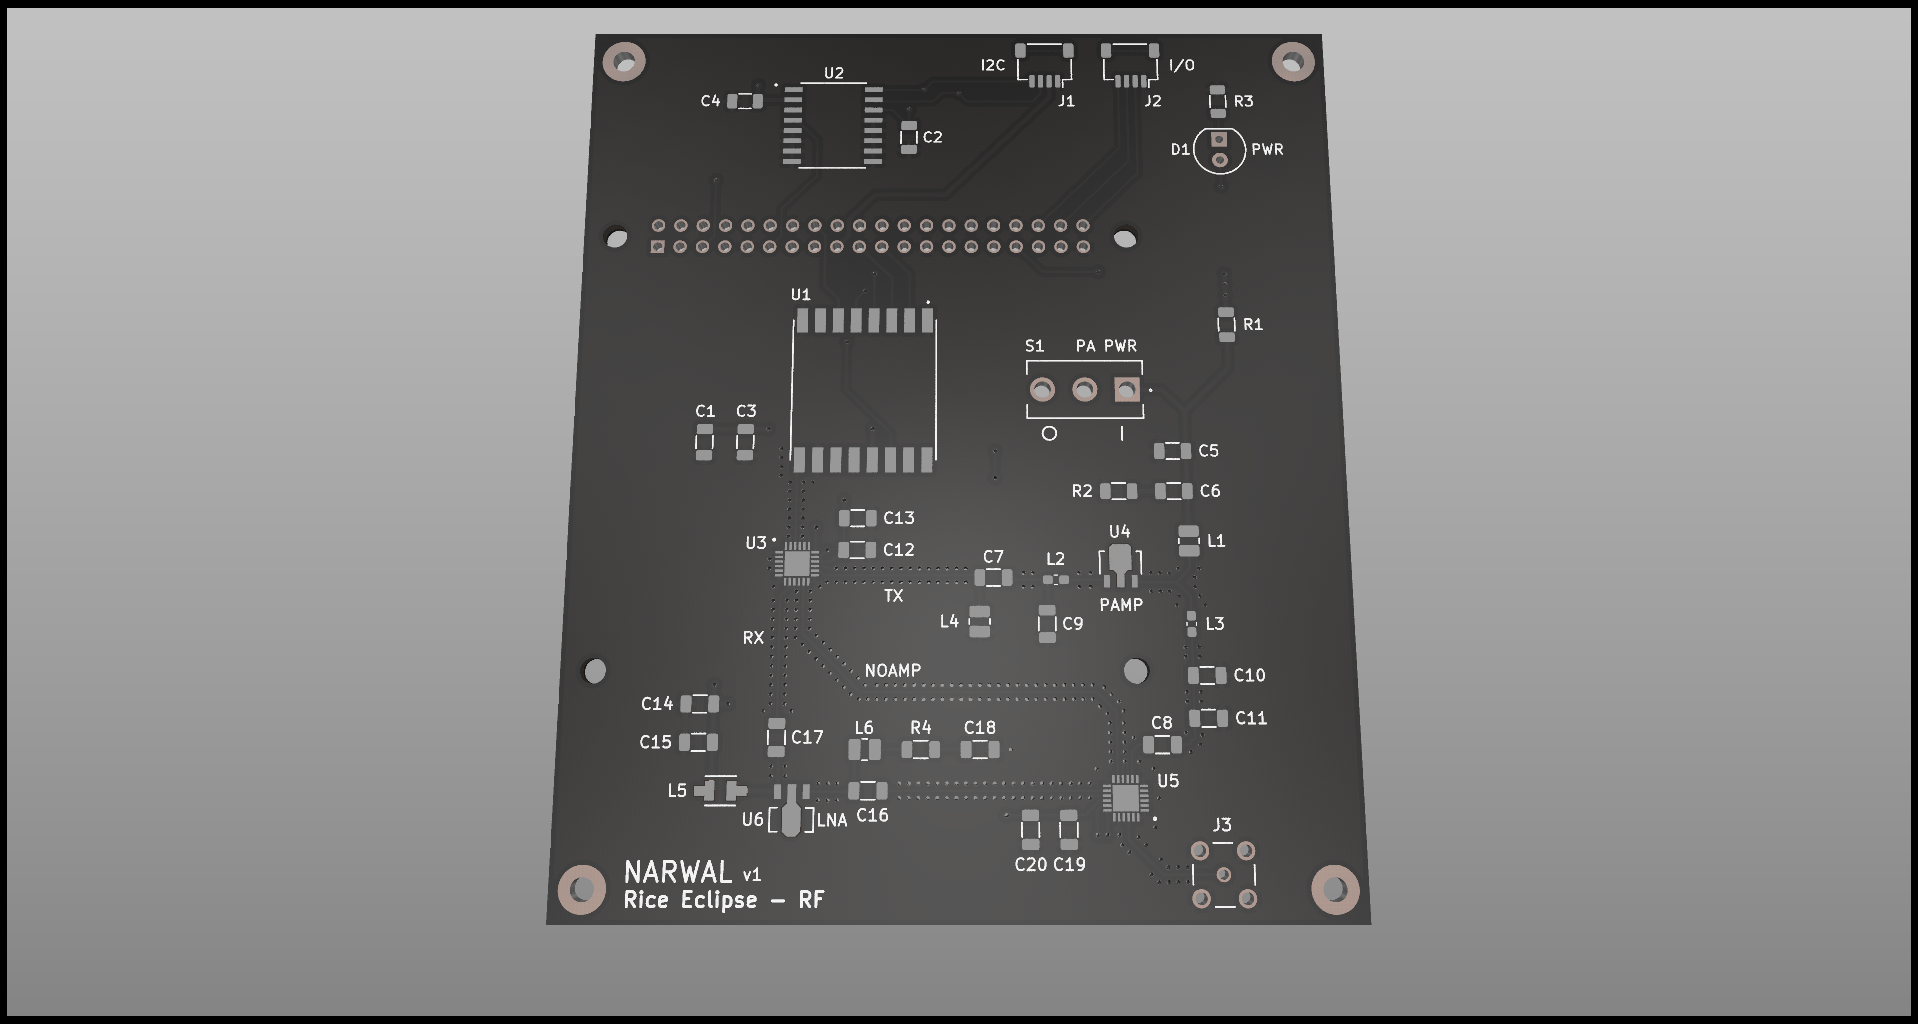 U2
I2C
I/O
C4
J1
J2
R3
C2
D1
PWR
U1
R1
S1
PA PWR
C1
C3
O
I
C5
R2
C6
C13
U4
L1
U3
C12
C7
L2
TX
PAMP
L4
C9
L3
RX
NOAMP
C10
C14
C11
C15
C17
L6
R4
C18
C8
U5
L5
U6
LNA
C16
J3
C20
C19
NARWAL v1
Rice Eclipse - RF